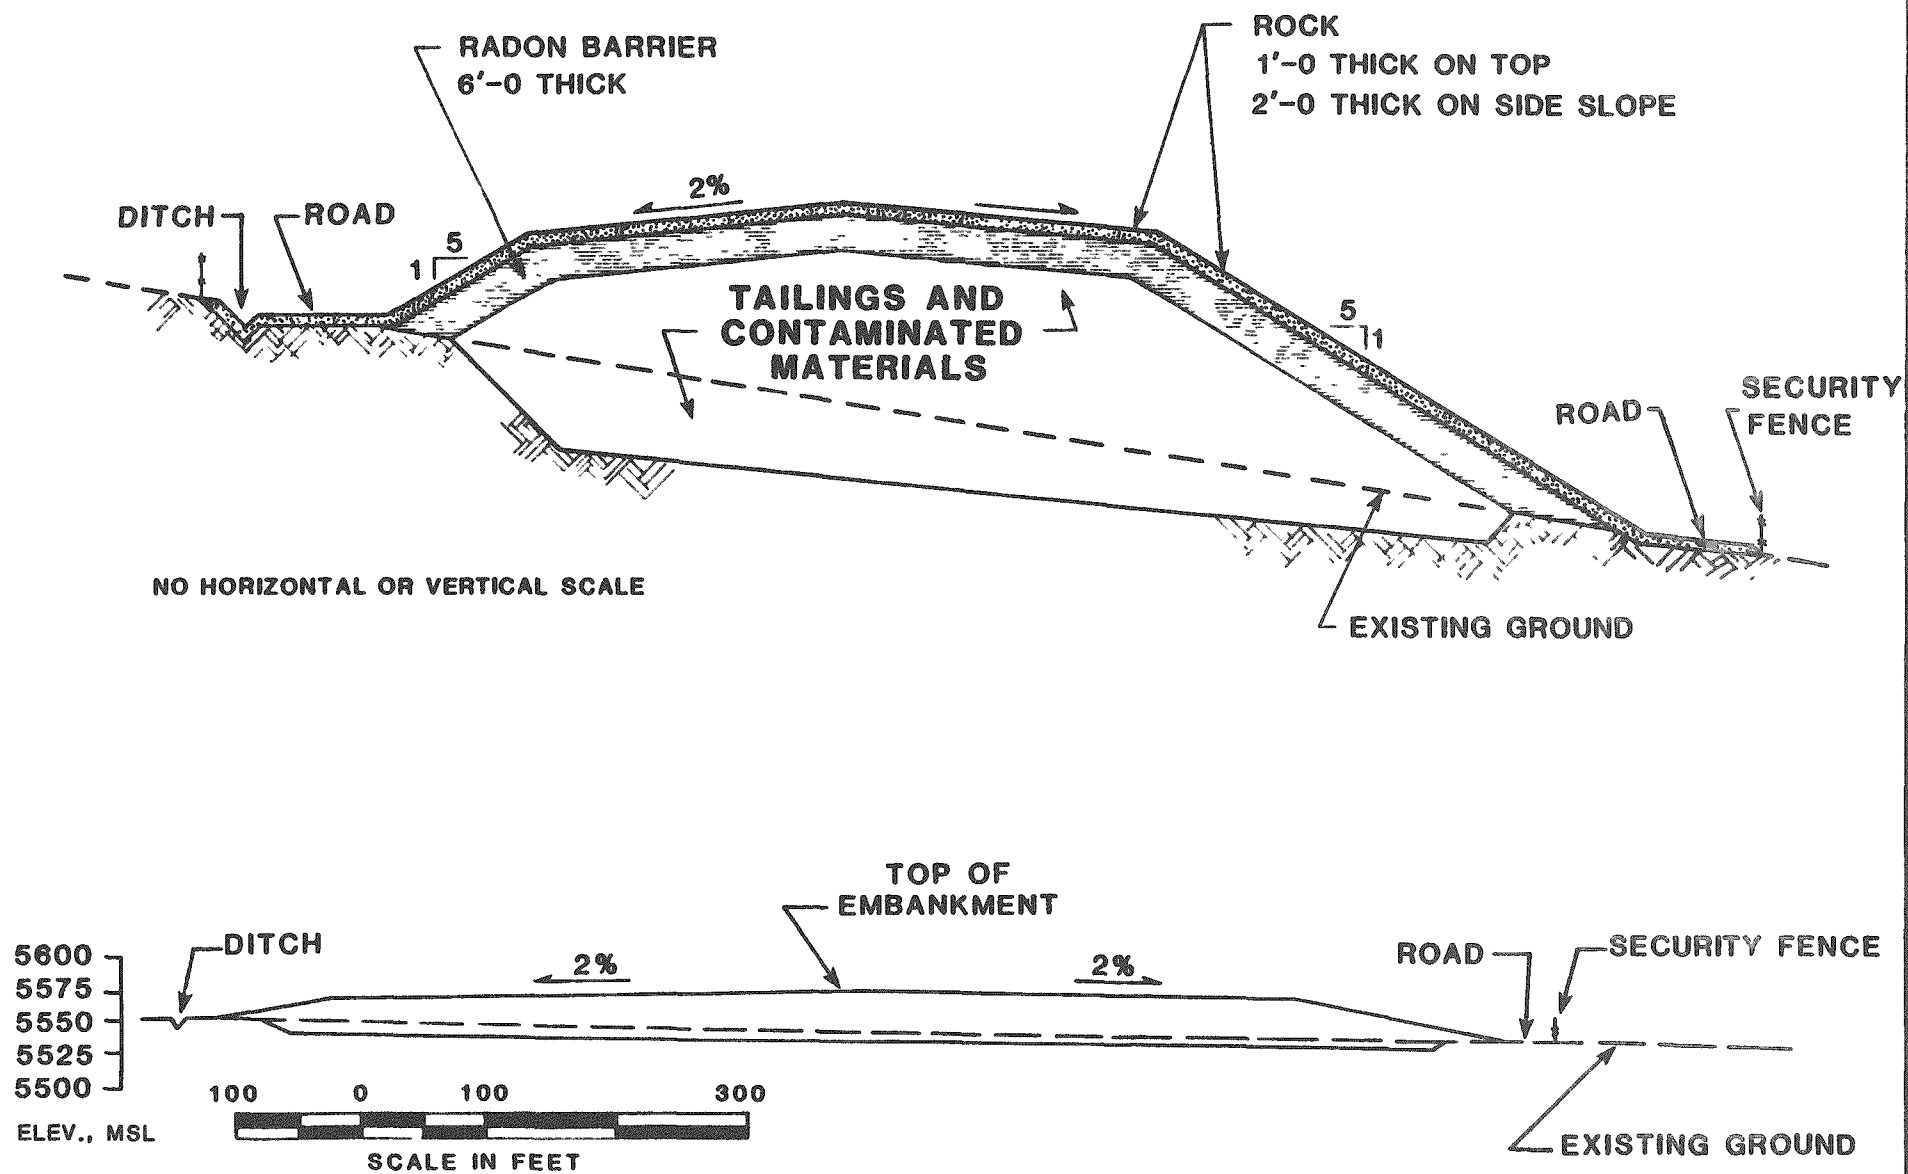 RADON BARRIER
6'-0 THICK
ROCK
1'-0 THICK ON TOP
2'-0 THICK ON SIDE SLOPE
DITCH
ROAD
2%
5
1
TAILINGS AND
CONTAMINATED
MATERIALS
5
1
ROAD
SECURITY
FENCE
NO HORIZONTAL OR VERTICAL SCALE
EXISTING GROUND
TOP OF
EMBANKMENT
DITCH
2%
2%
ROAD
SECURITY FENCE
5600
5575
5550
5525
5500
ELEV., MSL
100 0 100 300
SCALE IN FEET
EXISTING GROUND